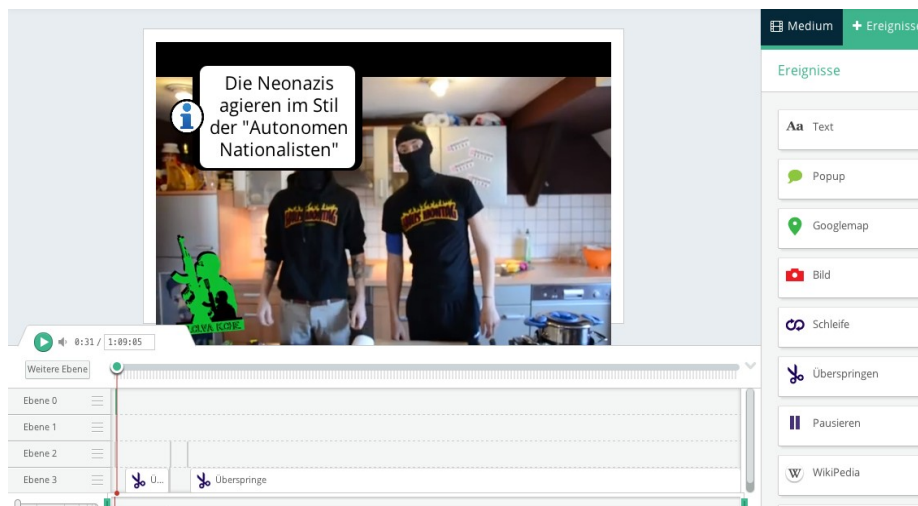 Medium
+ Ereignisse
Ereignisse
Die Neonazis
agieren im Stil
der "Autonomen
Nationalisten"
Aa Text
Popup
Googlemap
Bild
Schleife
Überspringen
Pausieren
W WikiPedia
0:31 / 1:09:05
Weitere Ebene
Ebene 0
Ebene 1
Ebene 2
Ebene 3
Ü...
Überspringe